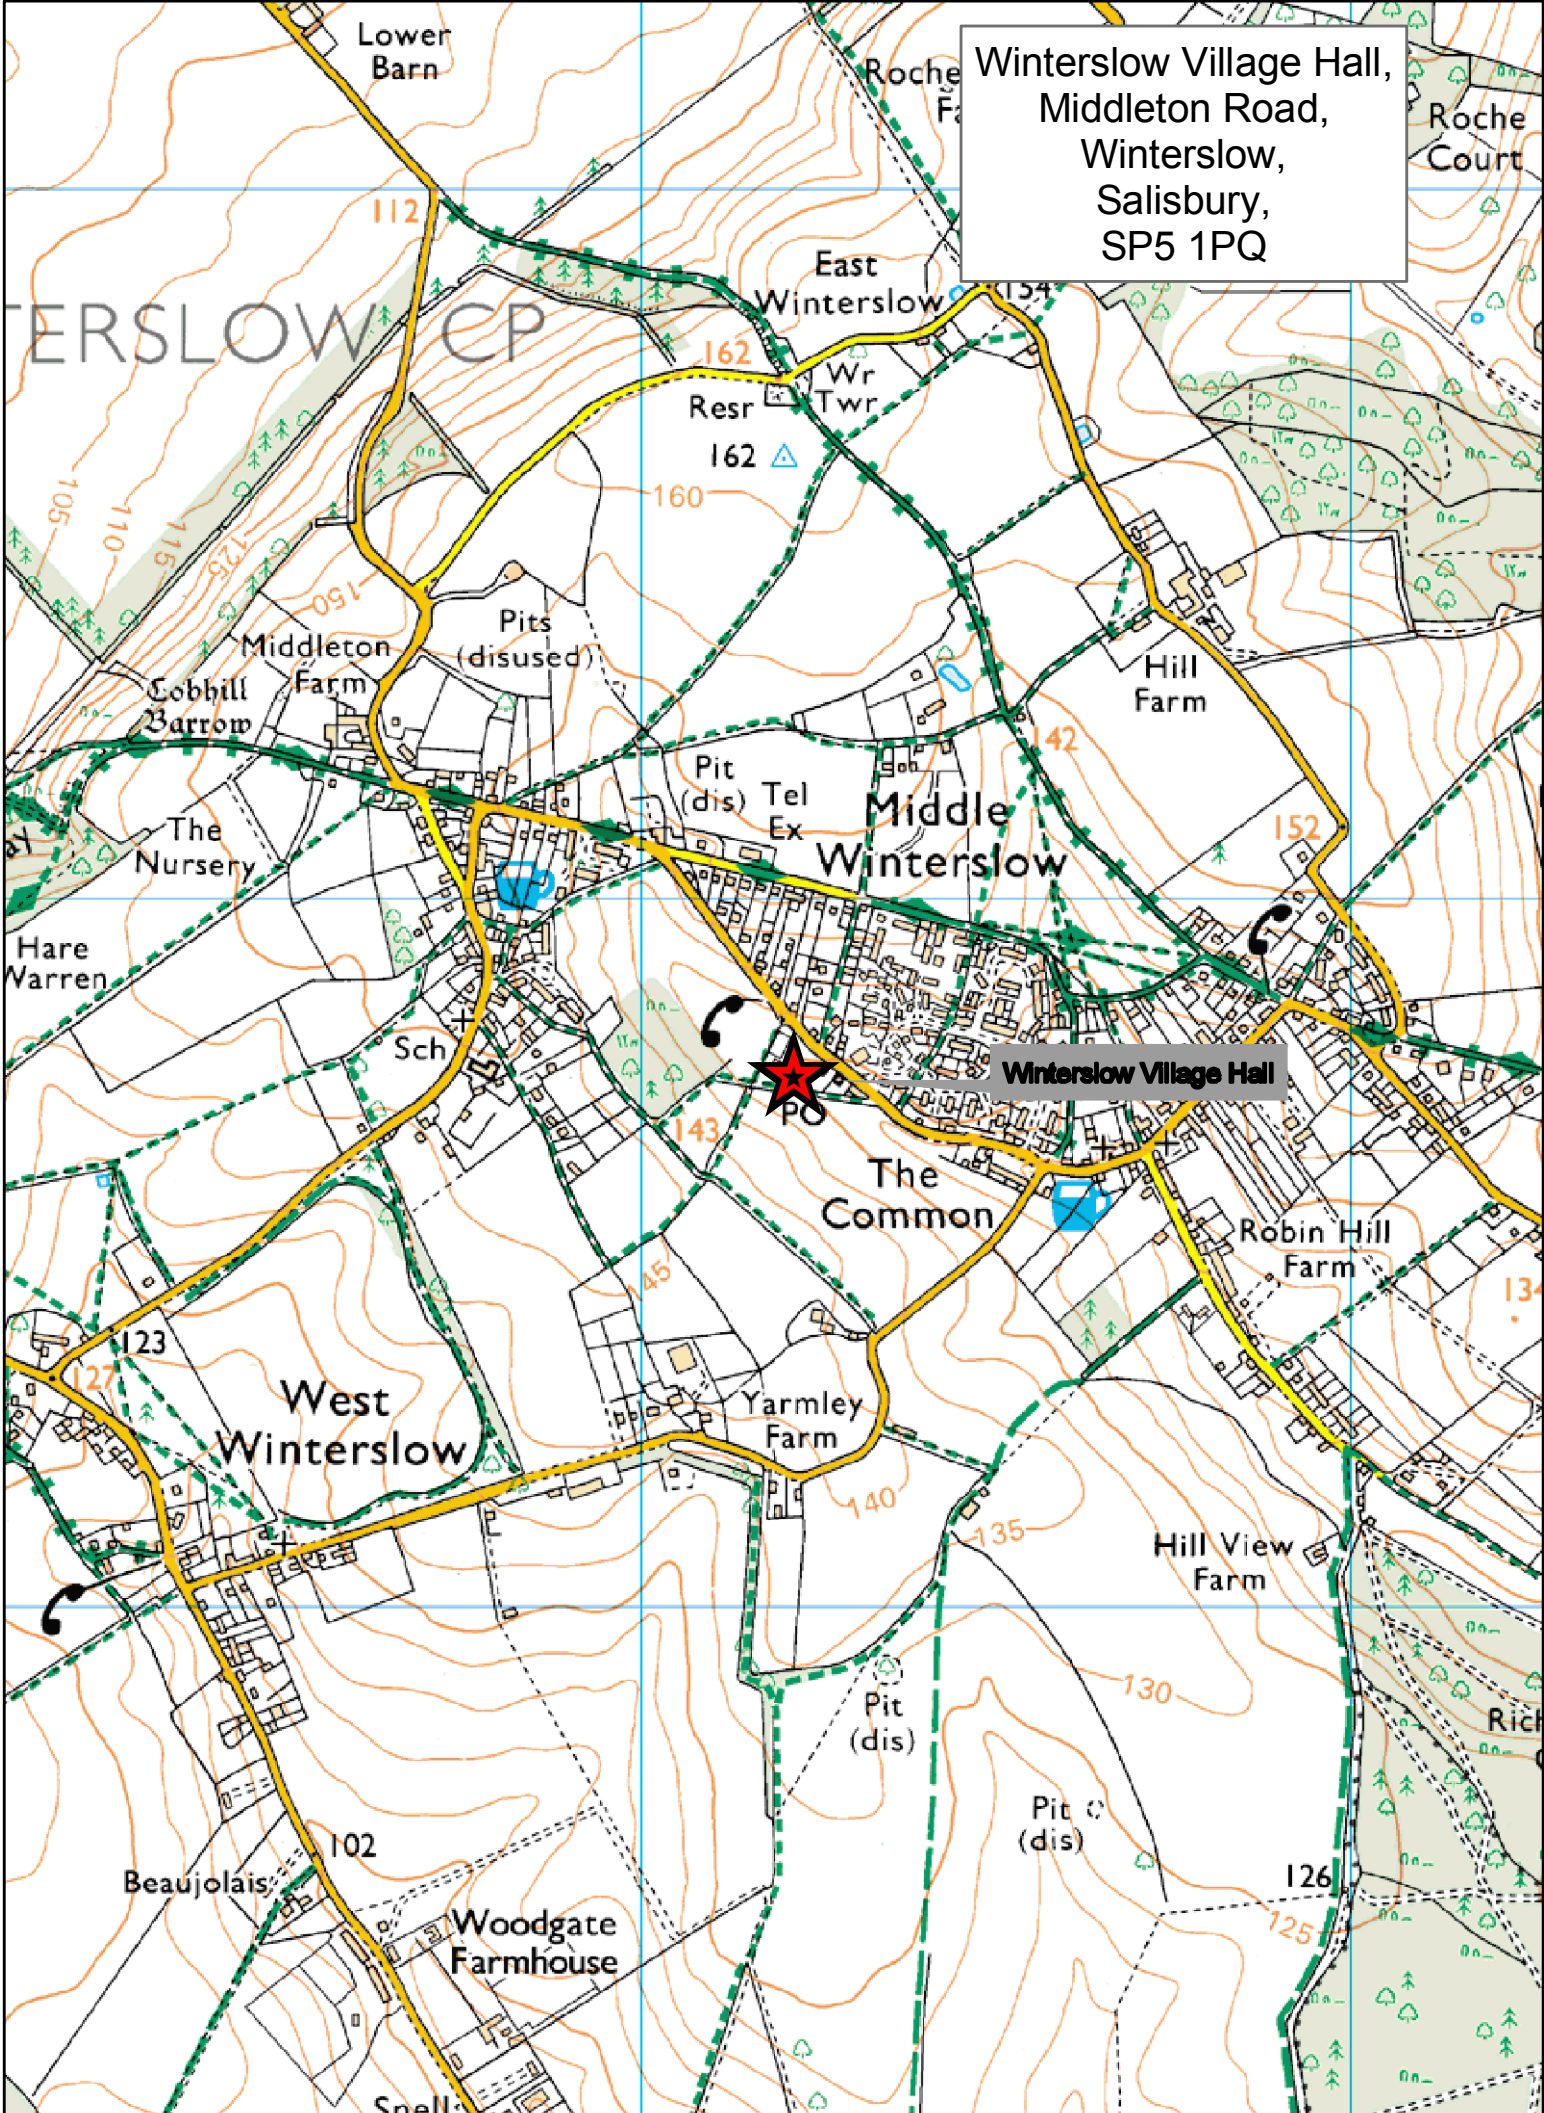 Lower
Barn
Roche
Winterslow Village Hall,
Middleton Road,
Winterslow,
Salisbury,
SP5 1PQ
Roche
Court
112
East
Winterslow
154
TERSLOW CP
162
Wr
Twr
Resr
162
160
105
110
115
125
150
Pits
(disused)
Middleton
Farm
Cobhill
Barrow
Hill
Farm
142
Pit
(dis)
Tel
Ex
Middle
Winterslow
152
The
Nursery
Hare
Warren
Sch
Winterslow Village Hall
PO
143
The
Common
Robin Hill
Farm
145
134
123
127
West
Winterslow
Yarmley
Farm
140
135
Hill View
Farm
130
Pit
(dis)
Pit
(dis)
102
Beaujolais
126
125
Woodgate
Farmhouse